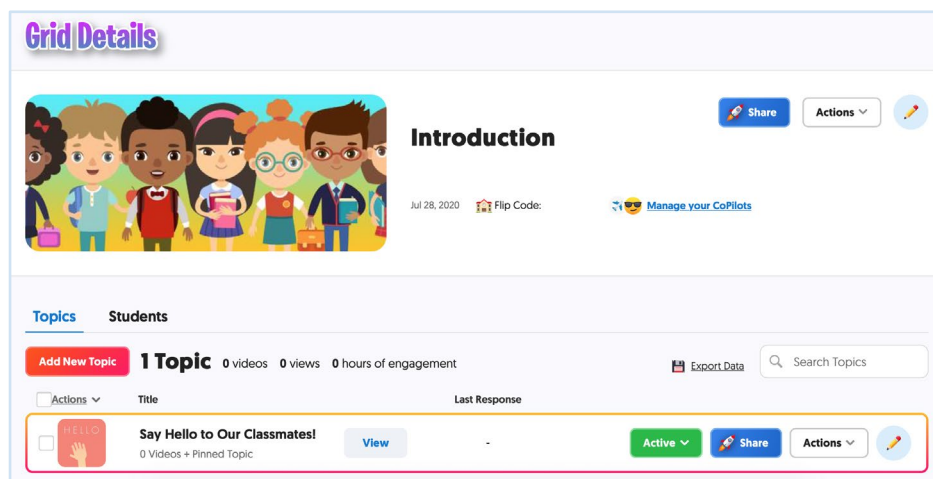 Grid Details
Share
Actions
Introduction
Jul 28, 2020 Flip Code: Manage your CoPilots
Topics Students
Add New Topic 1 Topic 0 videos 0 views 0 hours of engagement Export Data Search Topics
Actions Title Last Response
HELLO
Say Hello to Our Classmates! View - Active Share Actions
0 Videos + Pinned Topic